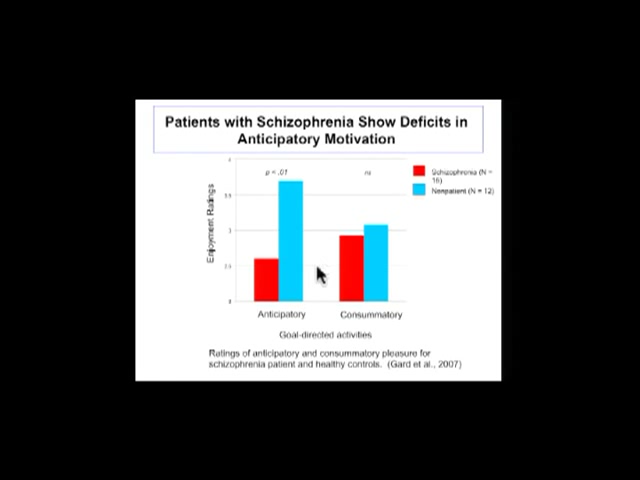 Patients with Schizophrenia Show Deficits in
Anticipatory Motivation
4
p < .01
ns
Schizophrenia (N =
Nonpatient (N = 12)
3.5
Enjoyment Ratings
3
2.5
Anticipatory
Consummatory
Goal-directed activities
Ratings of anticipatory and consummatory pleasure for
schizophrenia patient and healthy controls. (Gard et al., 2007)